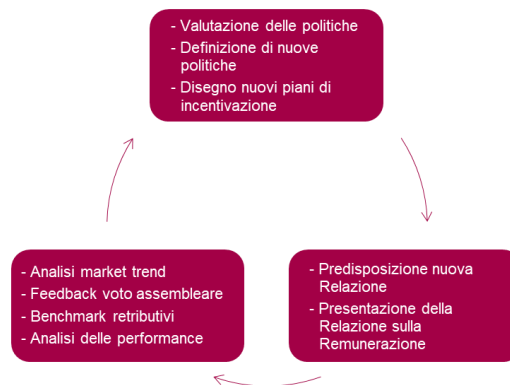 - Valutazione delle politiche
- Definizione di nuove
politiche
- Disegno nuovi piani di
incentivazione
- Analisi market trend
- Feedback voto assembleare
- Benchmark retributivi
- Analisi delle performance
- Predisposizione nuova
Relazione
- Presentazione della
Relazione sulla
Remunerazione